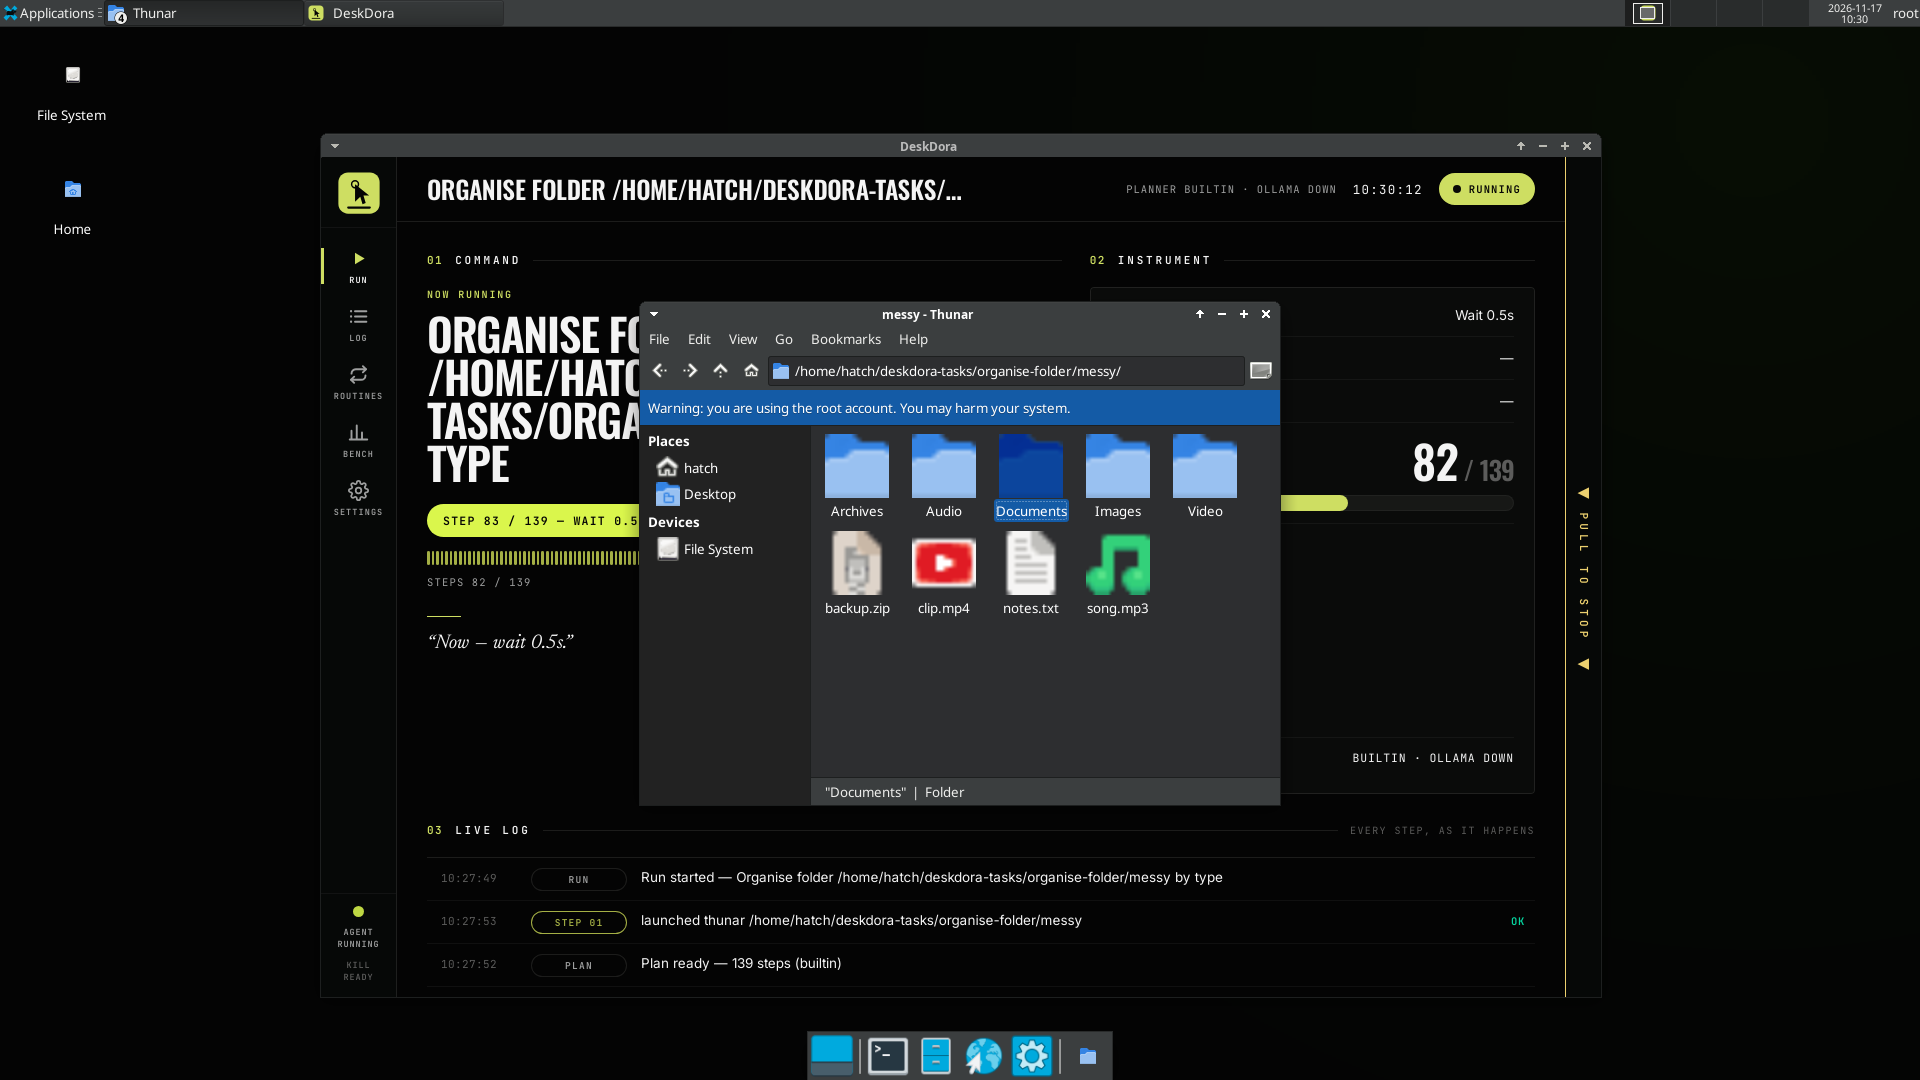 Applications
4
Thunar
DeskDora
2026-11-17
10:30
root
File System
Home
DeskDora
ORGANISE FOLDER /HOME/HATCH/DESKDORA-TASKS/...
PLANNER BUILTIN · OLLAMA DOWN
10:30:12
RUNNING
RUN
LOG
ROUTINES
BENCH
SETTINGS
AGENT
RUNNING
KILL
READY
01 COMMAND
NOW RUNNING
ORGANISE FO
/HOME/HATC
TASKS/ORGA
TYPE
STEP 83 / 139 — WAIT 0.5
STEPS 82 / 139
“Now — wait 0.5s.”
02 INSTRUMENT
Wait 0.5s
—
—
82 / 139
BUILTIN · OLLAMA DOWN
PULL TO STOP
messy - Thunar
File Edit View Go Bookmarks Help
/home/hatch/deskdora-tasks/organise-folder/messy/
Warning: you are using the root account. You may harm your system.
Places
hatch
Desktop
Devices
File System
Archives
Audio
Documents
Images
Video
backup.zip
clip.mp4
notes.txt
song.mp3
"Documents" | Folder
03 LIVE LOG
EVERY STEP, AS IT HAPPENS
10:27:49 RUN Run started — Organise folder /home/hatch/deskdora-tasks/organise-folder/messy by type
10:27:53 STEP 01 launched thunar /home/hatch/deskdora-tasks/organise-folder/messy OK
10:27:52 PLAN Plan ready — 139 steps (builtin)